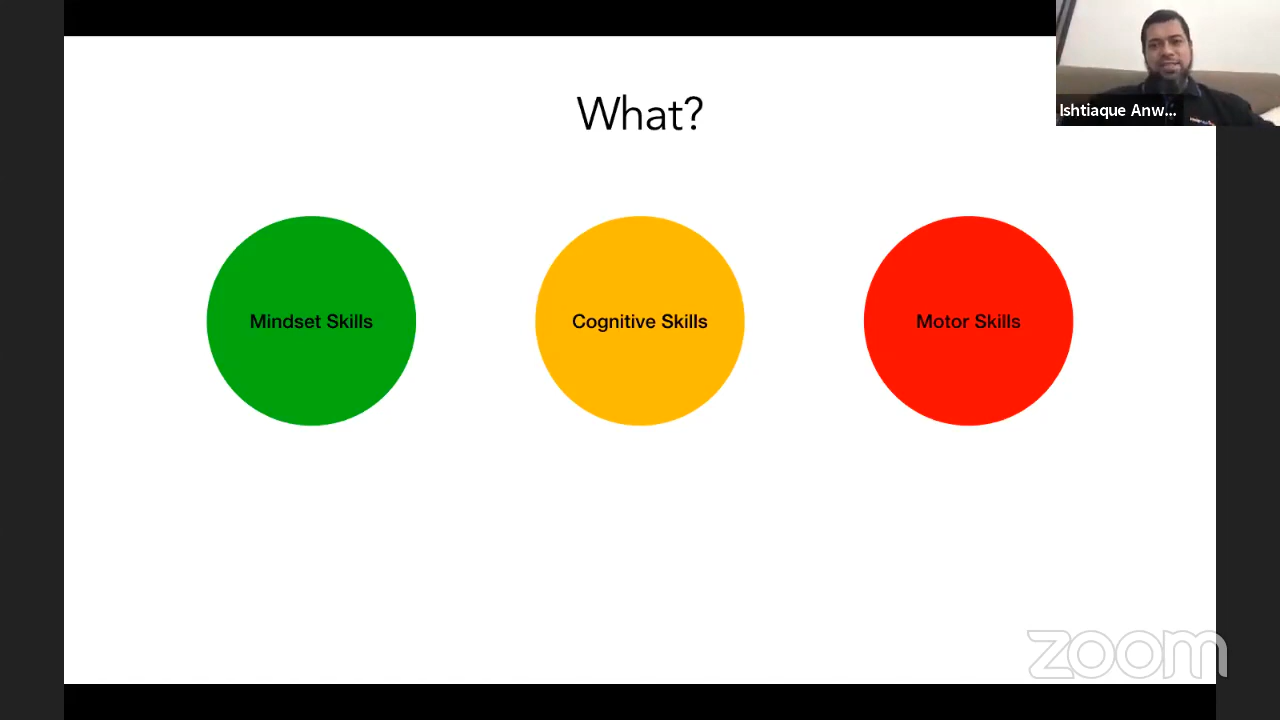 What?
Ishtiaque Anw...
Mindset Skills
Cognitive Skills
Motor Skills
zoom